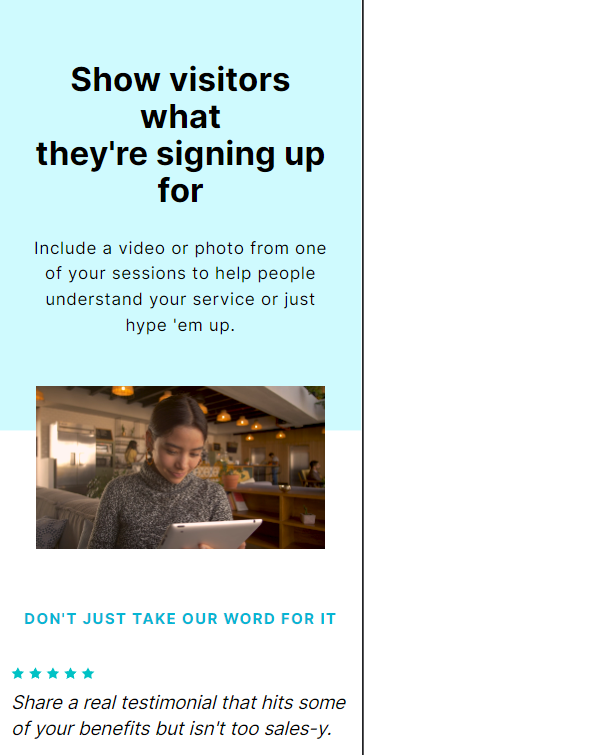 Show visitors
what
they're signing up
for
Include a video or photo from one
of your sessions to help people
understand your service or just
hype 'em up.
DON'T JUST TAKE OUR WORD FOR IT
Share a real testimonial that hits some
of your benefits but isn't too sales-y.